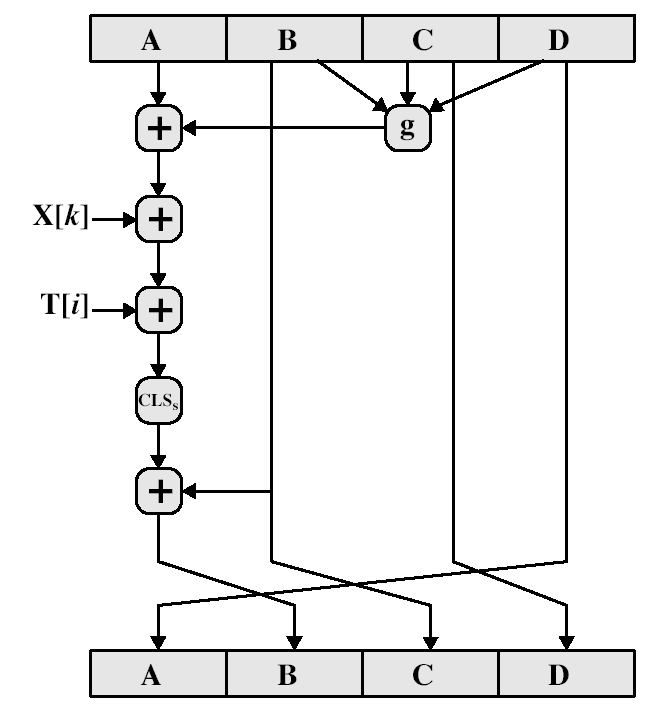 A B C D
+ g
X[k] +
T[i] +
CLSs
+
A B C D